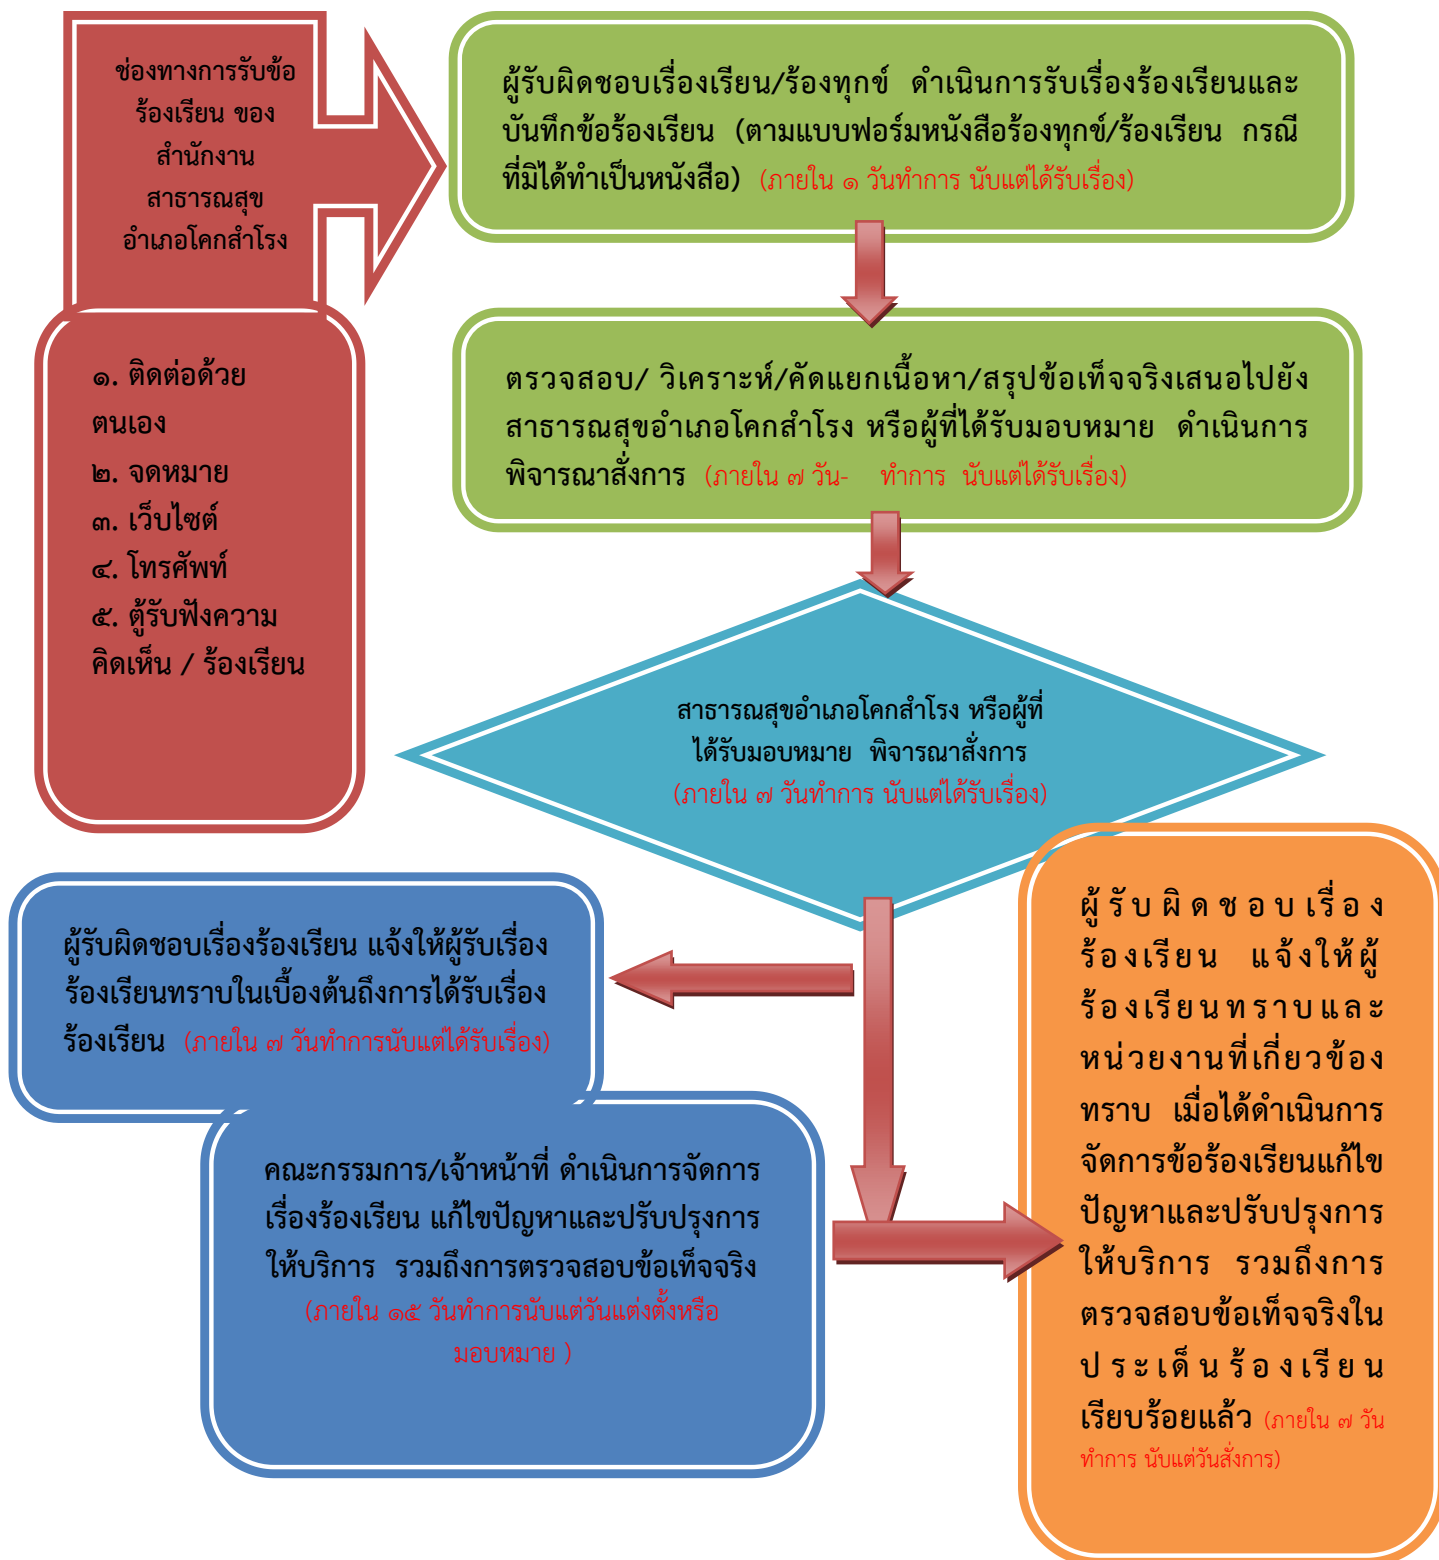 ช่องทางการรับข้อ
ร้องเรียน ของ
สำนักงาน
สาธารณสุข
อำเภอโคกสำโรง
๑. ติดต่อด้วย
ตนเอง
๒. จดหมาย
๓. เว็บไซต์
๔. โทรศัพท์
๕. ตู้รับฟังความ
คิดเห็น / ร้องเรียน
ผู้รับผิดชอบเรื่องเรียน/ร้องทุกข์ ดำเนินการรับเรื่องร้องเรียนและ
บันทึกข้อร้องเรียน (ตามแบบฟอร์มหนังสือร้องทุกข์/ร้องเรียน กรณี
ที่มิได้ทำเป็นหนังสือ) (ภายใน ๑ วันทำการ นับแต่ได้รับเรื่อง)
ตรวจสอบ/ วิเคราะห์/คัดแยกเนื้อหา/สรุปข้อเท็จจริงเสนอไปยัง
สาธารณสุขอำเภอโคกสำโรง หรือผู้ที่ได้รับมอบหมาย ดำเนินการ
พิจารณาสั่งการ (ภายใน ๗ วัน- ทำการ นับแต่ได้รับเรื่อง)
สาธารณสุขอำเภอโคกสำโรง หรือผู้ที่
ได้รับมอบหมาย พิจารณาสั่งการ
(ภายใน ๗ วันทำการ นับแต่ได้รับเรื่อง)
ผู้รับผิดชอบเรื่องร้องเรียน แจ้งให้ผู้รับเรื่อง
ร้องเรียนทราบในเบื้องต้นถึงการได้รับเรื่อง
ร้องเรียน (ภายใน ๗ วันทำการนับแต่ได้รับเรื่อง)
คณะกรรมการ/เจ้าหน้าที่ ดำเนินการจัดการ
เรื่องร้องเรียน แก้ไขปัญหาและปรับปรุงการ
ให้บริการ รวมถึงการตรวจสอบข้อเท็จจริง
(ภายใน ๑๕ วันทำการนับแต่วันแต่งตั้งหรือ
มอบหมาย )
ผู้รับผิดชอบเรื่อง
ร้องเรียน แจ้งให้ผู้
ร้องเรียนทราบและ
หน่วยงานที่เกี่ยวข้อง
ทราบ เมื่อได้ดำเนินการ
จัดการข้อร้องเรียนแก้ไข
ปัญหาและปรับปรุงการ
ให้บริการ รวมถึงการ
ตรวจสอบข้อเท็จจริงใน
ประเด็นร้องเรียน
เรียบร้อยแล้ว (ภายใน ๗ วัน
ทำการ นับแต่วันสั่งการ)